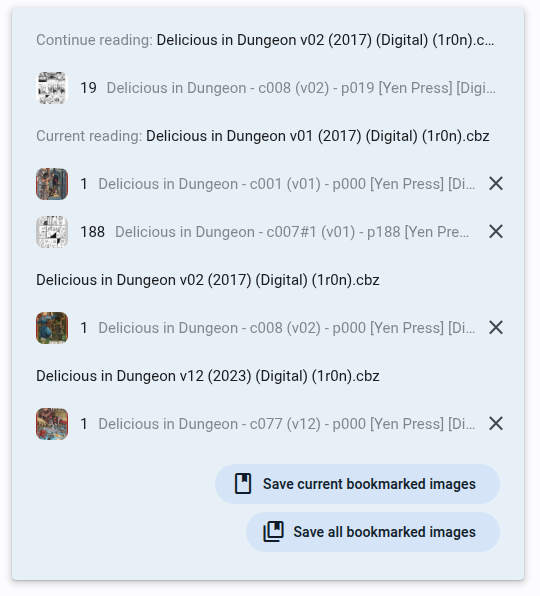 Continue reading: Delicious in Dungeon v02 (2017) (Digital) (1r0n).c...
19 Delicious in Dungeon - c008 (v02) - p019 [Yen Press] [Digi...
Current reading: Delicious in Dungeon v01 (2017) (Digital) (1r0n).cbz
1 Delicious in Dungeon - c001 (v01) - p000 [Yen Press] [Di...
188 Delicious in Dungeon - c007#1 (v01) - p188 [Yen Pre...
Delicious in Dungeon v02 (2017) (Digital) (1r0n).cbz
1 Delicious in Dungeon - c008 (v02) - p000 [Yen Press] [Di...
Delicious in Dungeon v12 (2023) (Digital) (1r0n).cbz
1 Delicious in Dungeon - c077 (v12) - p000 [Yen Press] [Di...
Save current bookmarked images
Save all bookmarked images